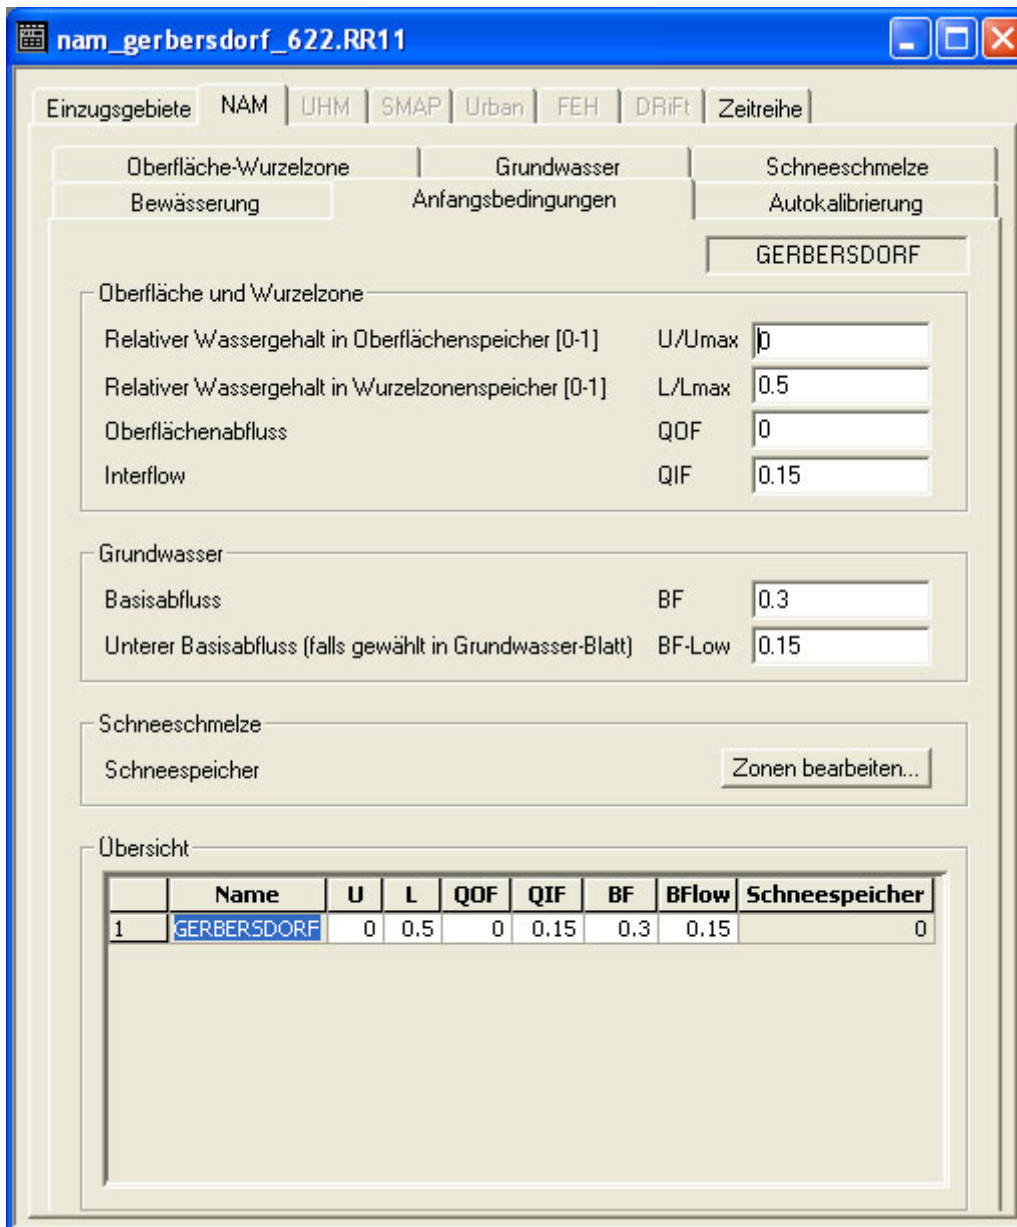 nam_gerbersdorf_622.RR11
Einzugsgebiete NAM UHM SMAP Urban FEH DRiFt Zeitreihe
Oberfläche-Wurzelzone Grundwasser Schneeschmelze
Bewässerung Anfangsbedingungen Autokalibrierung
GERBERSDORF
Oberfläche und Wurzelzone
Relativer Wassergehalt in Oberflächenspeicher [0-1] U/Umax 0
Relativer Wassergehalt in Wurzelzonenspeicher [0-1] L/Lmax 0.5
Oberflächenabfluss QOF 0
Interflow QIF 0.15
Grundwasser
Basisabfluss BF 0.3
Unterer Basisabfluss (falls gewählt in Grundwasser-Blatt) BF-Low 0.15
Schneeschmelze
Schneespeicher Zonen bearbeiten...
Übersicht
Name U L QOF QIF BF BFlow Schneespeicher
1 GERBERSDORF 0 0.5 0 0.15 0.3 0.15 0